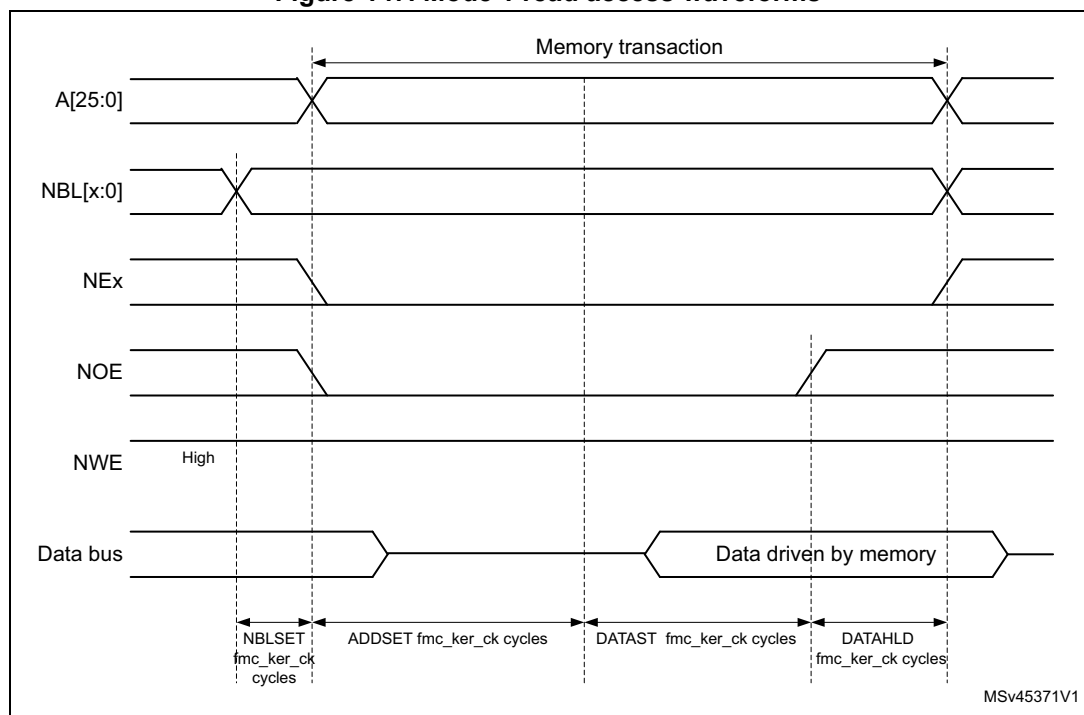 Memory transaction
A[25:0]
NBL[x:0]
NEx
NOE
High
NWE
Data bus
Data driven by memory
NBLSET
fmc_ker_ck
cycles
ADDSET fmc_ker_ck cycles
DATAST fmc_ker_ck cycles
DATAHLD
fmc_ker_ck cycles
MSv45371V1